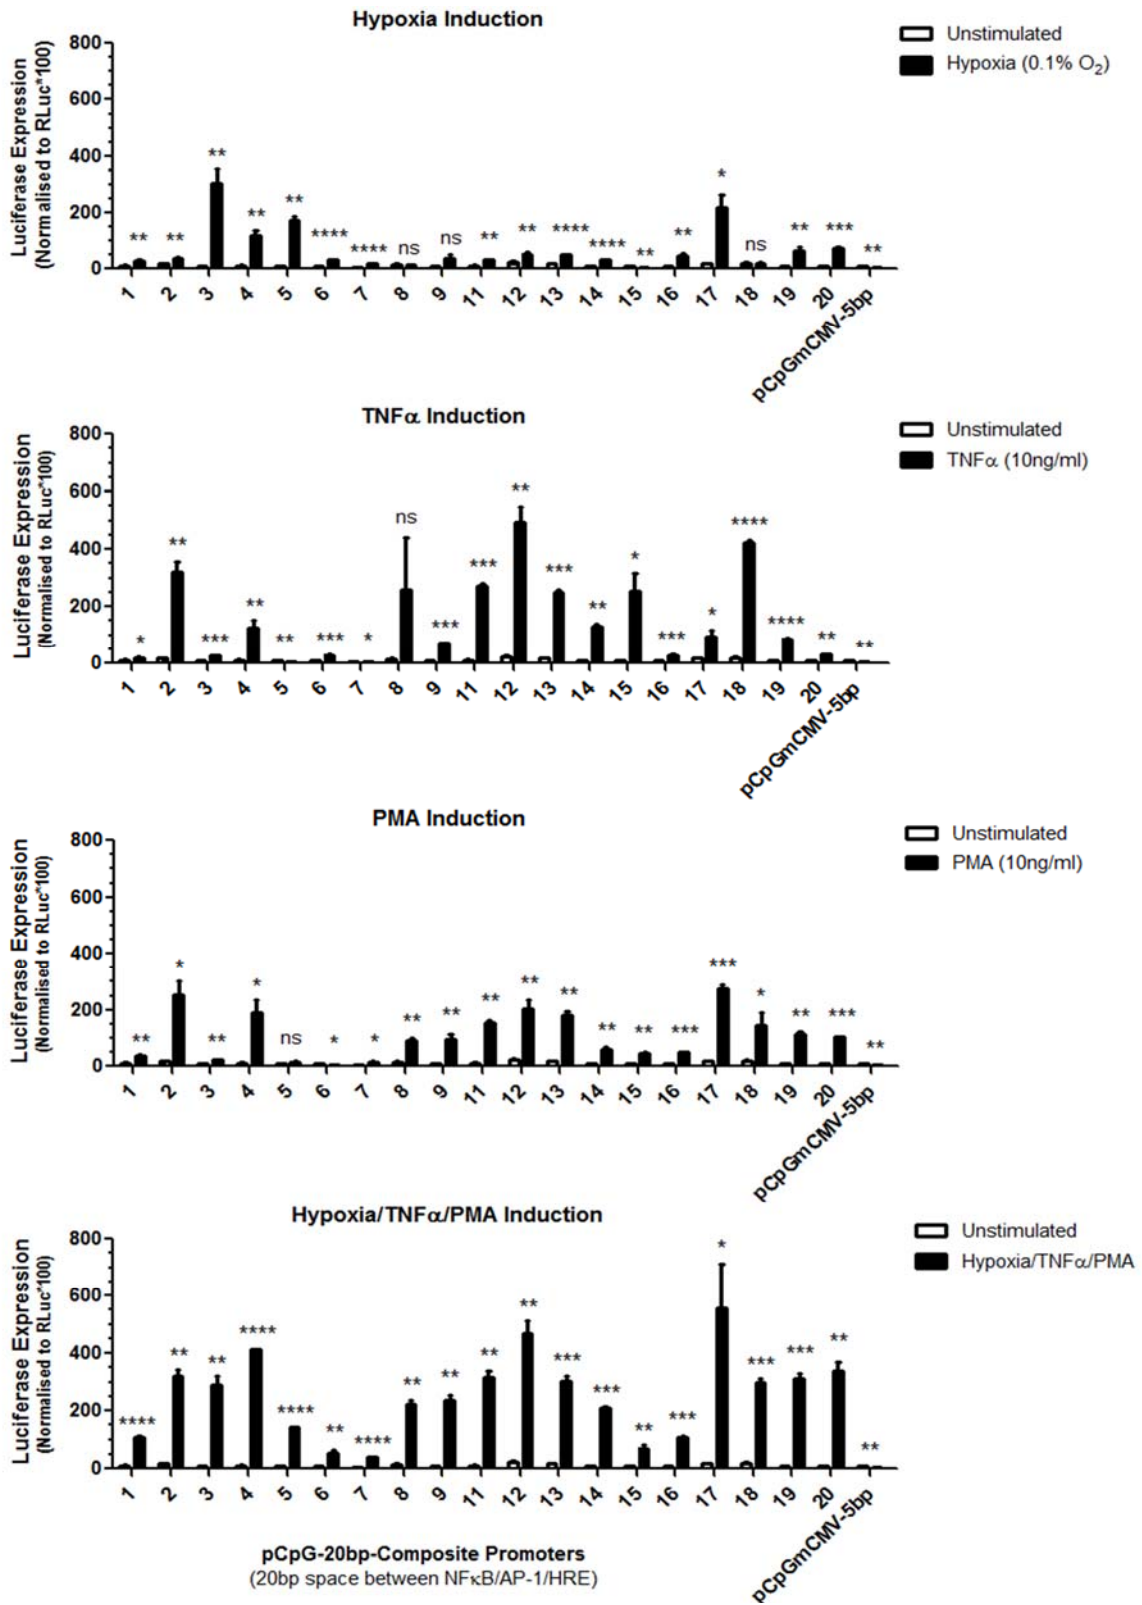 Hypoxia Induction
Unstimulated
Hypoxia (0.1% O2)
Luciferase Expression
(Normalised to RLuc*100)
800
600
400
200
0
** ** ** ** ** **** **** ns ns ** ** **** **** ** ** * ns ** *** **
1 2 3 4 5 6 7 8 9 11 12 13 14 15 16 17 18 19 20 pCpGmCMV-5bp
TNFα Induction
Unstimulated
TNFα (10ng/ml)
Luciferase Expression
(Normalised to RLuc*100)
800
600
400
200
0
* ** *** ** ** *** * ns *** *** ** *** ** * *** * **** **** ** **
1 2 3 4 5 6 7 8 9 11 12 13 14 15 16 17 18 19 20 pCpGmCMV-5bp
PMA Induction
Unstimulated
PMA (10ng/ml)
Luciferase Expression
(Normalised to RLuc*100)
800
600
400
200
0
** * ** * ns * * ** ** ** ** ** ** ** *** *** * ** *** **
1 2 3 4 5 6 7 8 9 11 12 13 14 15 16 17 18 19 20 pCpGmCMV-5bp
Hypoxia/TNFα/PMA Induction
Unstimulated
Hypoxia/TNFα/PMA
Luciferase Expression
(Normalised to RLuc*100)
800
600
400
200
0
**** ** ** **** **** ** **** ** ** ** ** *** *** ** *** * *** *** ** **
1 2 3 4 5 6 7 8 9 11 12 13 14 15 16 17 18 19 20 pCpGmCMV-5bp
pCpG-20bp-Composite Promoters
(20bp space between NFκB/AP-1/HRE)